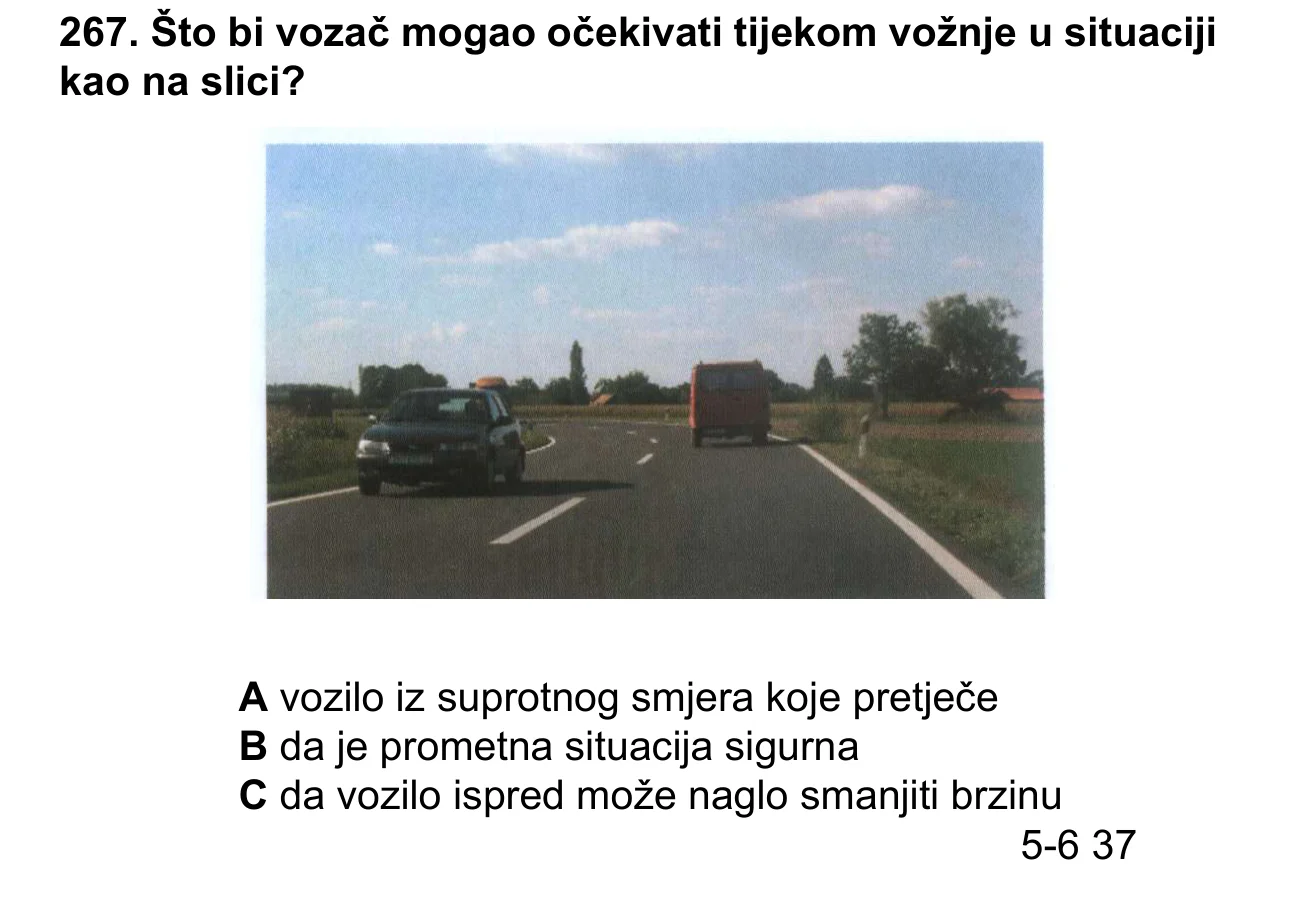 267. Što bi vozač mogao očekivati tijekom vožnje u situaciji
kao na slici?
A vozilo iz suprotnog smjera koje pretječe
B da je prometna situacija sigurna
C da vozilo ispred može naglo smanjiti brzinu
5-6 37